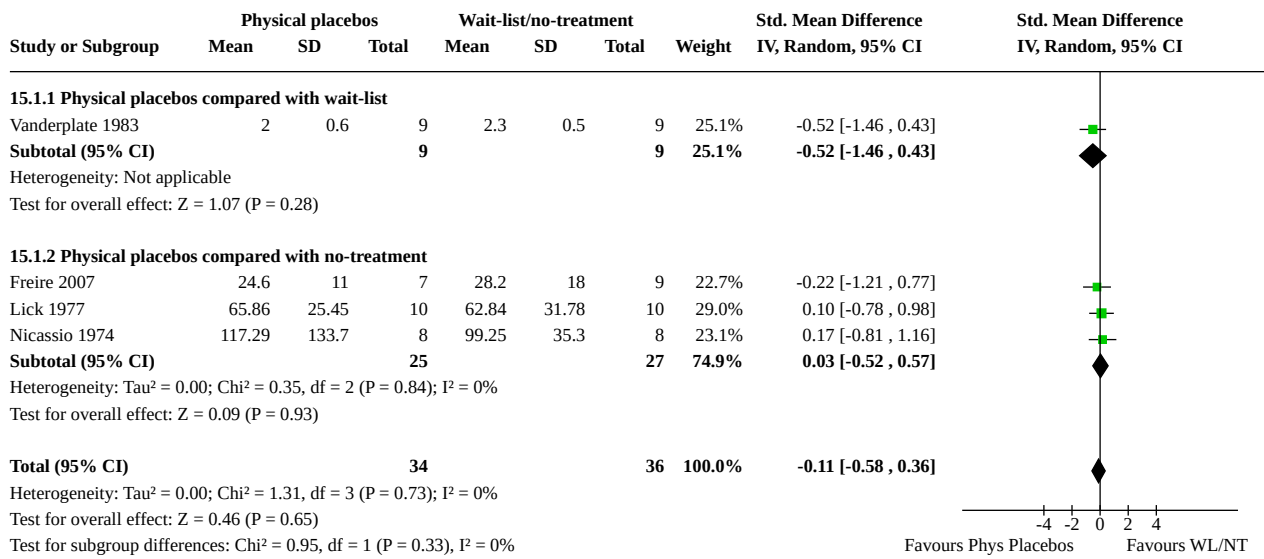 Physical placebos Wait-list/no-treatment Std. Mean Difference Std. Mean Difference
Study or Subgroup Mean SD Total Mean SD Total Weight IV, Random, 95% CI IV, Random, 95% CI
15.1.1 Physical placebos compared with wait-list
Vanderplate 1983 2 0.6 9 2.3 0.5 9 25.1% -0.52 [-1.46 , 0.43]
Subtotal (95% CI) 9 9 25.1% -0.52 [-1.46 , 0.43]
Heterogeneity: Not applicable
Test for overall effect: Z = 1.07 (P = 0.28)
15.1.2 Physical placebos compared with no-treatment
Freire 2007 24.6 11 7 28.2 18 9 22.7% -0.22 [-1.21 , 0.77]
Lick 1977 65.86 25.45 10 62.84 31.78 10 29.0% 0.10 [-0.78 , 0.98]
Nicassio 1974 117.29 133.7 8 99.25 35.3 8 23.1% 0.17 [-0.81 , 1.16]
Subtotal (95% CI) 25 27 74.9% 0.03 [-0.52 , 0.57]
Heterogeneity: Tau² = 0.00; Chi² = 0.35, df = 2 (P = 0.84); I² = 0%
Test for overall effect: Z = 0.09 (P = 0.93)
Total (95% CI) 34 36 100.0% -0.11 [-0.58 , 0.36]
Heterogeneity: Tau² = 0.00; Chi² = 1.31, df = 3 (P = 0.73); I² = 0%
Test for overall effect: Z = 0.46 (P = 0.65)
-4 -2 0 2 4
Test for subgroup differences: Chi² = 0.95, df = 1 (P = 0.33), I² = 0%
Favours Phys Placebos Favours WL/NT